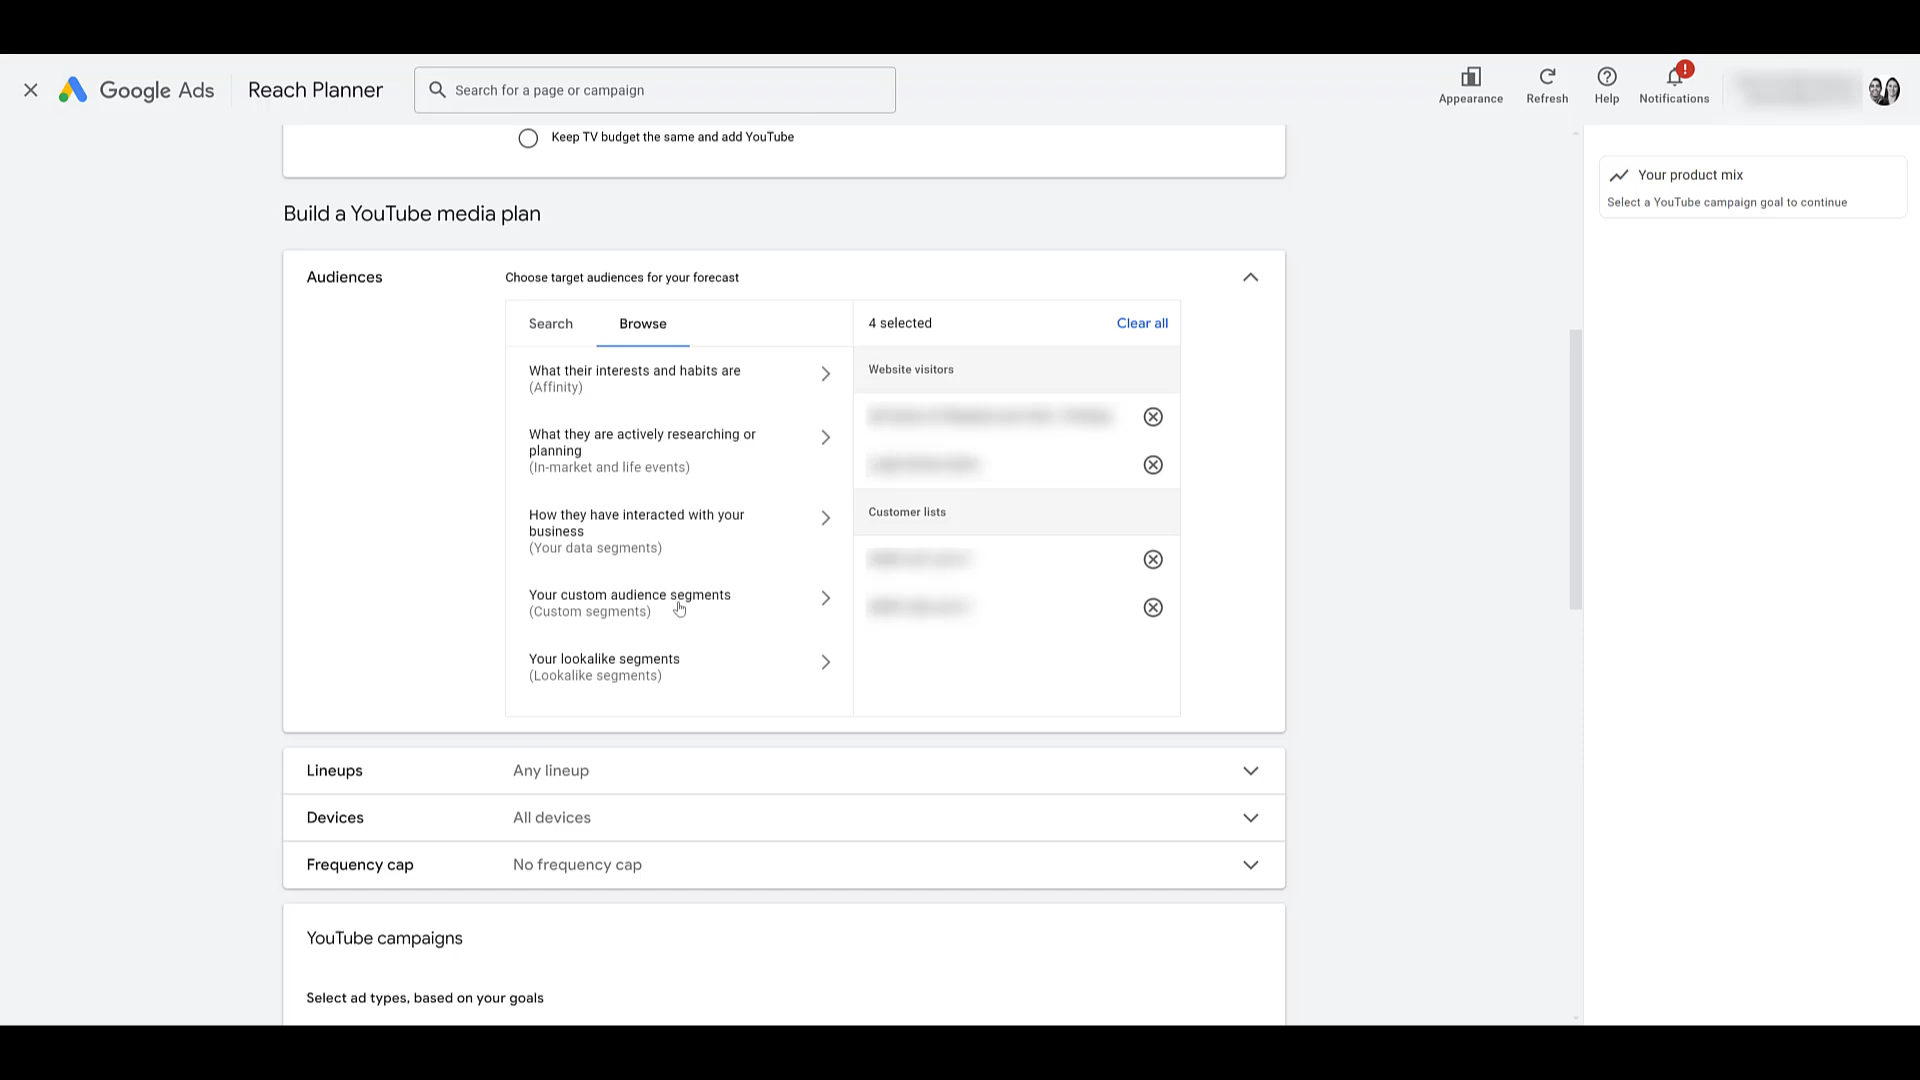 Google Ads
Reach Planner
Search for a page or campaign
Appearance
Refresh
Help
!
Notifications
Keep TV budget the same and add YouTube
Your product mix
Select a YouTube campaign goal to continue
Build a YouTube media plan
Audiences
Choose target audiences for your forecast
Search
Browse
4 selected
Clear all
What their interests and habits are
(Affinity)
What they are actively researching or
planning
(In-market and life events)
How they have interacted with your
business
(Your data segments)
Your custom audience segments
(Custom segments)
Your lookalike segments
(Lookalike segments)
Website visitors
Customer lists
Lineups
Any lineup
Devices
All devices
Frequency cap
No frequency cap
YouTube campaigns
Select ad types, based on your goals